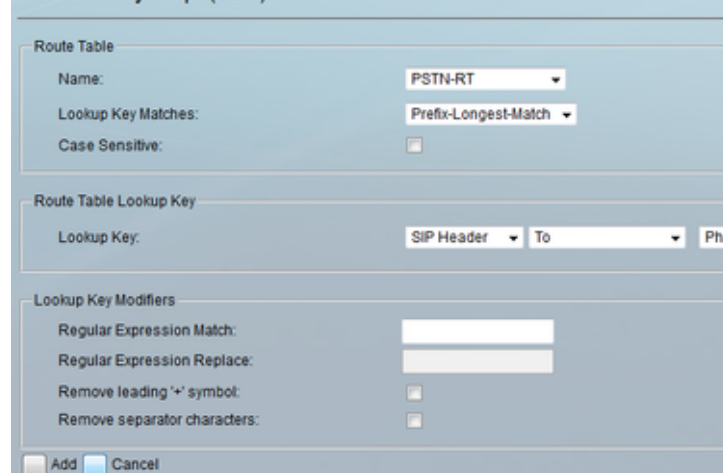 Route Table
Name: PSTN-RT
Lookup Key Matches: Prefix-Longest-Match
Case Sensitive:
Route Table Lookup Key
Lookup Key: SIP Header To Ph
Lookup Key Modifiers
Regular Expression Match:
Regular Expression Replace:
Remove leading '+' symbol:
Remove separator characters:
Add Cancel